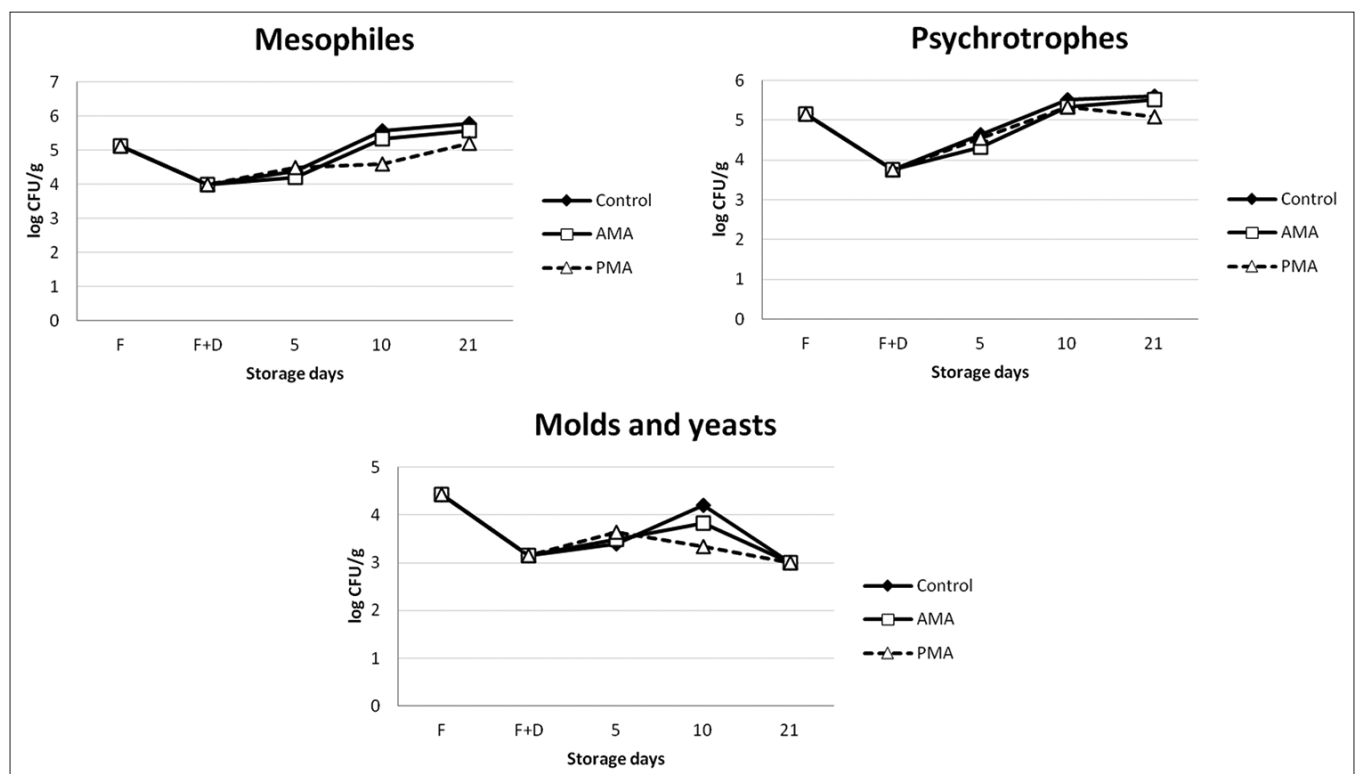 Mesophiles
log CFU/g
7
6
5
4
3
2
1
0
F F+D 5 10 21
Storage days
Control
AMA
PMA
Psychrotrophes
log CFU/g
6
5
4
3
2
1
0
F F+D 5 10 21
Storage days
Control
AMA
PMA
Molds and yeasts
log CFU/g
5
4
3
2
1
0
F F+D 5 10 21
Storage days
Control
AMA
PMA